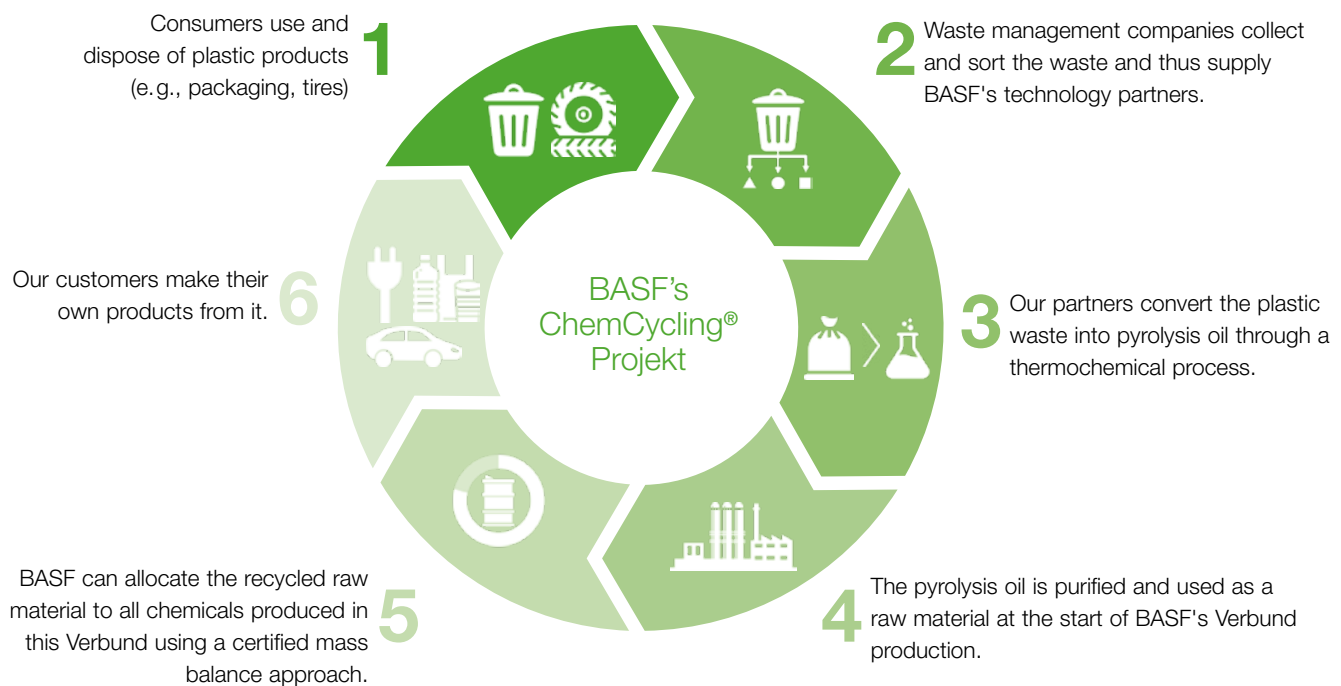 1
Consumers use and
dispose of plastic products
(e.g., packaging, tires)
2
Waste management companies collect
and sort the waste and thus supply
BASF's technology partners.
3
Our partners convert the plastic
waste into pyrolysis oil through a
thermochemical process.
4
The pyrolysis oil is purified and used as a
raw material at the start of BASF's Verbund
production.
5
BASF can allocate the recycled raw
material to all chemicals produced in
this Verbund using a certified mass
balance approach.
6
Our customers make their
own products from it.
BASF's
ChemCycling®
Projekt